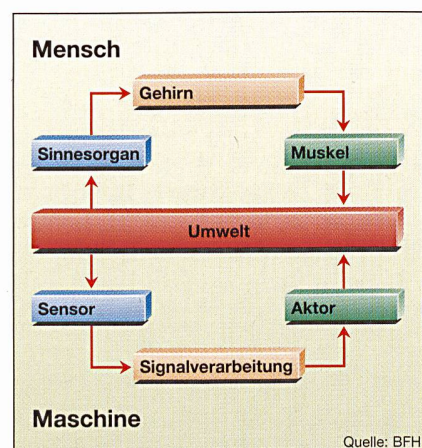 Mensch
Gehirn
Sinnesorgan
Muskel
Umwelt
Sensor
Aktor
Signalverarbeitung
Maschine
Quelle: BFH